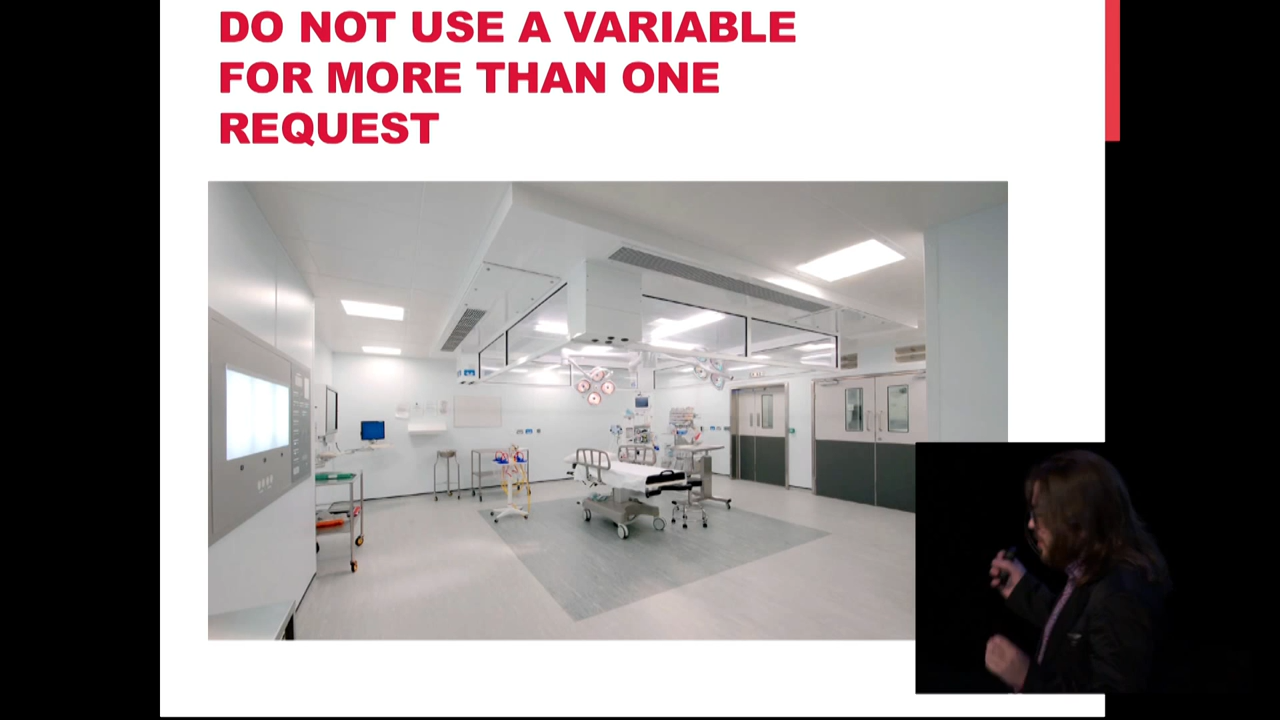 DO NOT USE A VARIABLE
FOR MORE THAN ONE
REQUEST